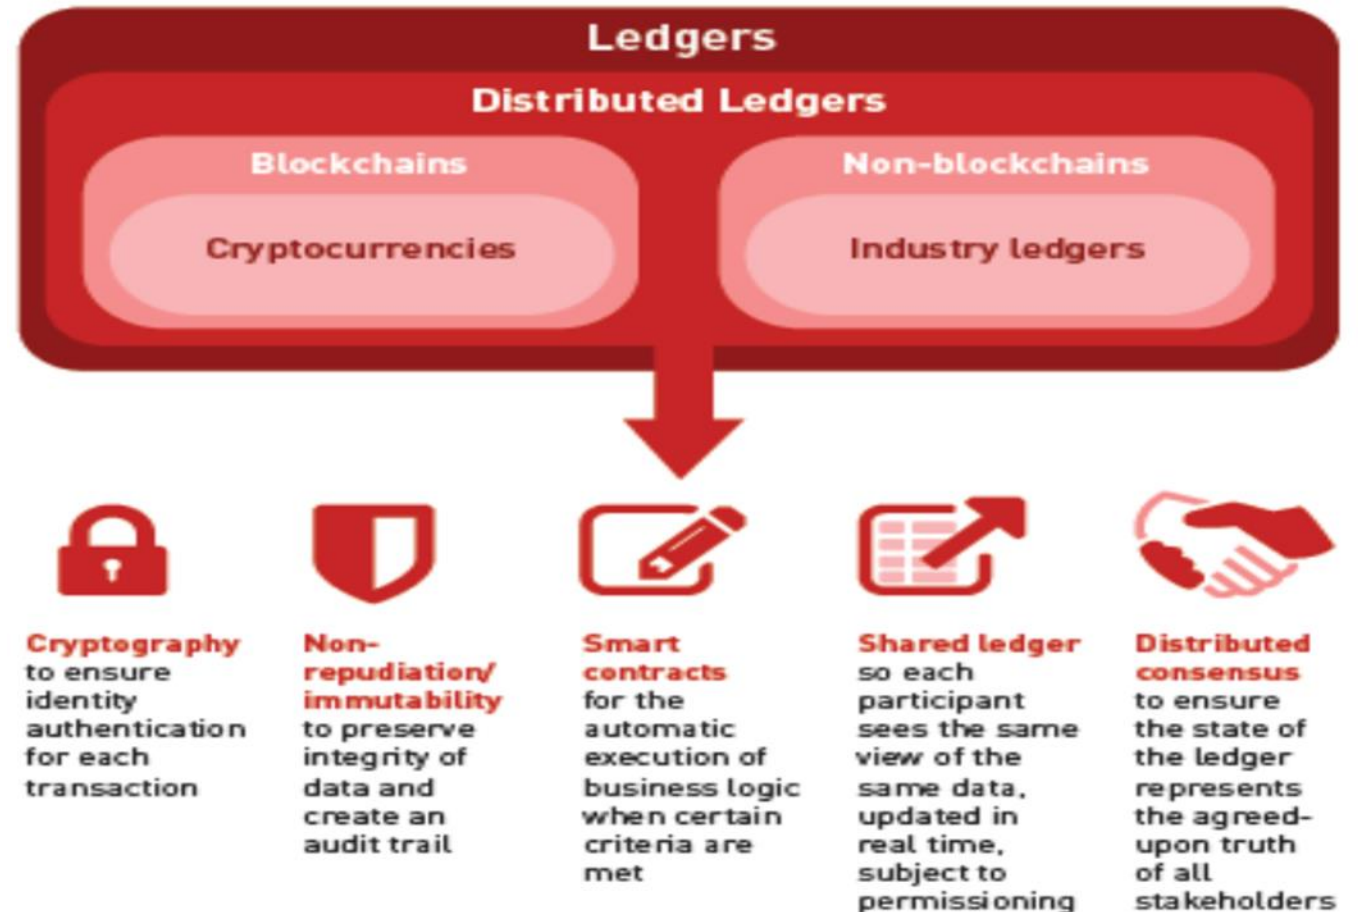 Ledgers
Distributed Ledgers
Blockchains
Cryptocurrencies
Non-blockchains
Industry ledgers
Cryptography
to ensure
identity
authentication
for each
transaction
Non-
repudiation/
immutability
to preserve
integrity of
data and
create an
audit trail
Smart
contracts
for the
automatic
execution of
business logic
when certain
criteria are
met
Shared ledger
so each
participant
sees the same
view of the
same data,
updated in
real time,
subject to
permissioning
Distributed
consensus
to ensure
the state of
the ledger
represents
the agreed-
upon truth
of all
stakeholders